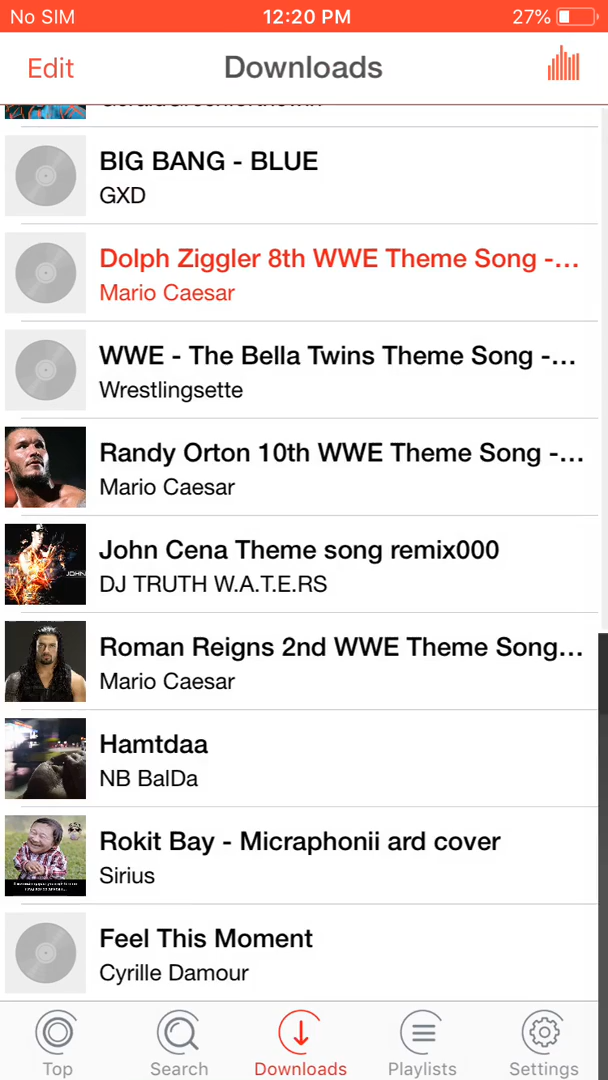 No SIM 12:20 PM 27%
Edit Downloads
BIG BANG - BLUE
GXD
Dolph Ziggler 8th WWE Theme Song -...
Mario Caesar
WWE - The Bella Twins Theme Song -...
Wrestlingsette
Randy Orton 10th WWE Theme Song -...
Mario Caesar
John Cena Theme song remix000
DJ TRUTH W.A.T.E.RS
Roman Reigns 2nd WWE Theme Song...
Mario Caesar
Hamtdaa
NB BalDa
Rokit Bay - Micraphonii ard cover
Sirius
Feel This Moment
Cyrille Damour
Top Search Downloads Playlists Settings